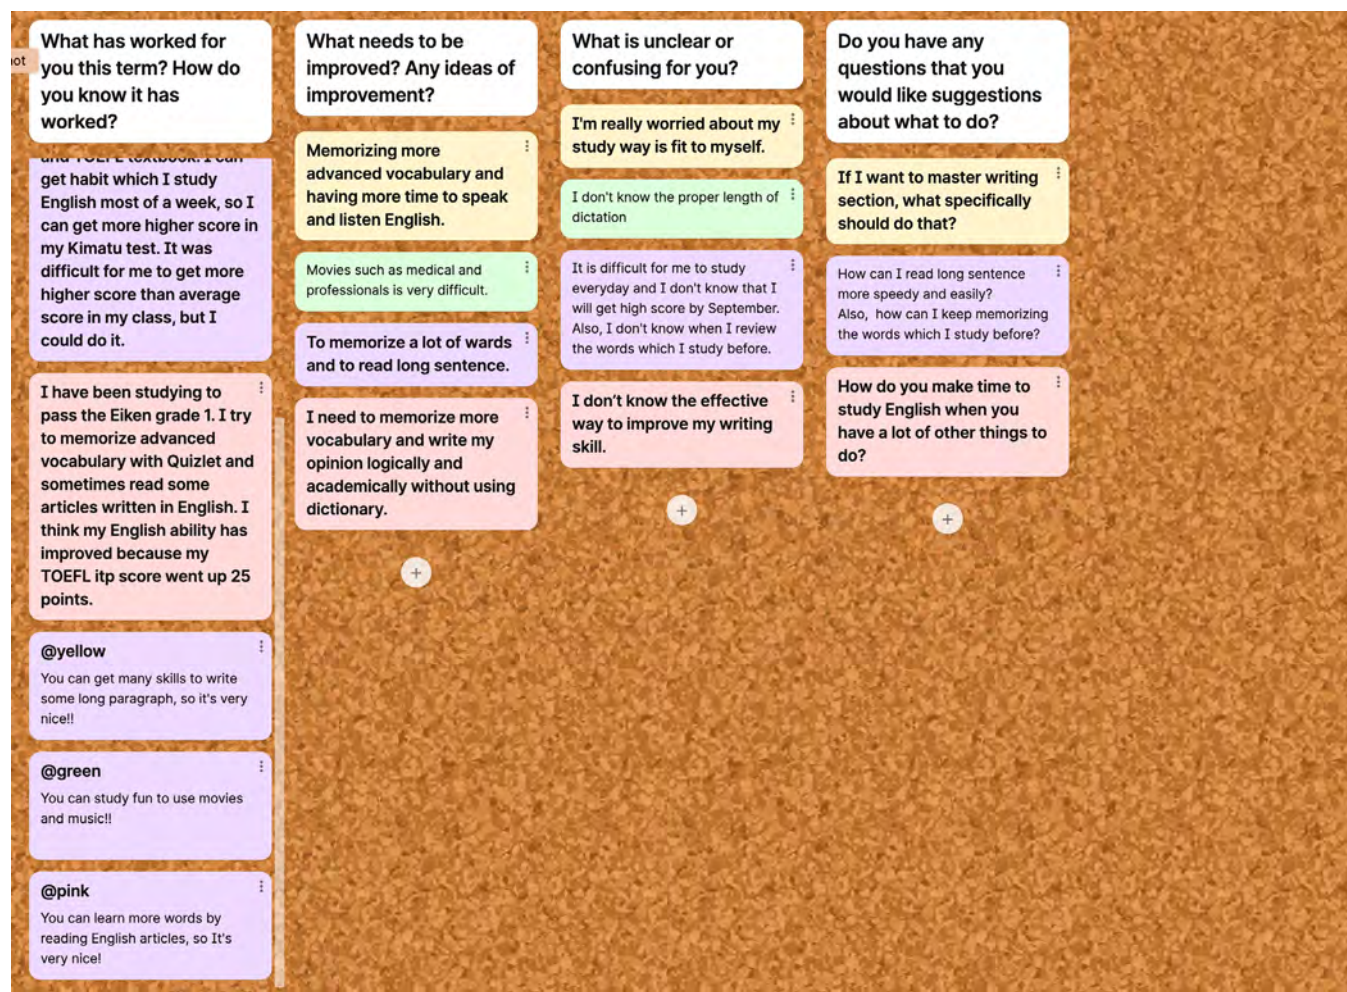 What has worked for
you this term? How do
you know it has
worked?
and TOEFL textbook. I can
get habit which I study
English most of a week, so I
can get more higher score in
my Kimatu test. It was
difficult for me to get more
higher score than average
score in my class, but I
could do it.
I have been studying to
pass the Eiken grade 1. I try
to memorize advanced
vocabulary with Quizlet and
sometimes read some
articles written in English. I
think my English ability has
improved because my
TOEFL itp score went up 25
points.
@yellow
You can get many skills to write
some long paragraph, so it's very
nice!!
@green
You can study fun to use movies
and music!!
@pink
You can learn more words by
reading English articles, so It's
very nice!
What needs to be
improved? Any ideas of
improvement?
Memorizing more
advanced vocabulary and
having more time to speak
and listen English.
Movies such as medical and
professionals is very difficult.
To memorize a lot of wards
and to read long sentence.
I need to memorize more
vocabulary and write my
opinion logically and
academically without using
dictionary.
What is unclear or
confusing for you?
I'm really worried about my
study way is fit to myself.
I don't know the proper length of
dictation
It is difficult for me to study
everyday and I don't know that I
will get high score by September.
Also, I don't know when I review
the words which I study before.
I don't know the effective
way to improve my writing
skill.
Do you have any
questions that you
would like suggestions
about what to do?
If I want to master writing
section, what specifically
should do that?
How can I read long sentence
more speedy and easily?
Also, how can I keep memorizing
the words which I study before?
How do you make time to
study English when you
have a lot of other things to
do?